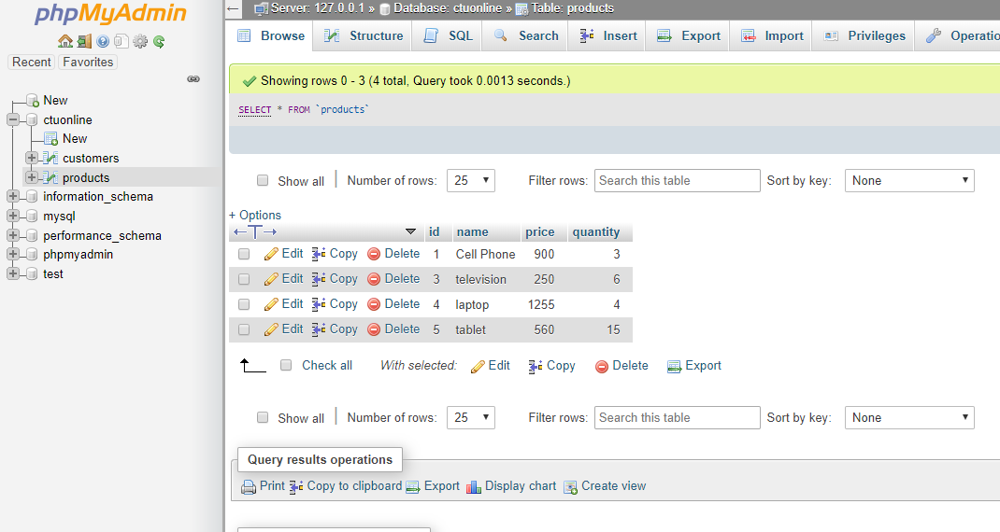 phpMyAdmin
Recent Favorites
New
ctuonline
New
customers
products
information_schema
mysql
performance_schema
phpmyadmin
test
Server: 127.0.0.1 » Database: ctuonline » Table: products
Browse Structure SQL Search Insert Export Import Privileges Operatio
Showing rows 0 - 3 (4 total, Query took 0.0013 seconds.)
SELECT * FROM `products`
Show all Number of rows: 25 Filter rows: Search this table Sort by key: None
+ Options
id name price quantity
Edit Copy Delete 1 Cell Phone 900 3
Edit Copy Delete 3 television 250 6
Edit Copy Delete 4 laptop 1255 4
Edit Copy Delete 5 tablet 560 15
Check all With selected: Edit Copy Delete Export
Show all Number of rows: 25 Filter rows: Search this table Sort by key: None
Query results operations
Print Copy to clipboard Export Display chart Create view